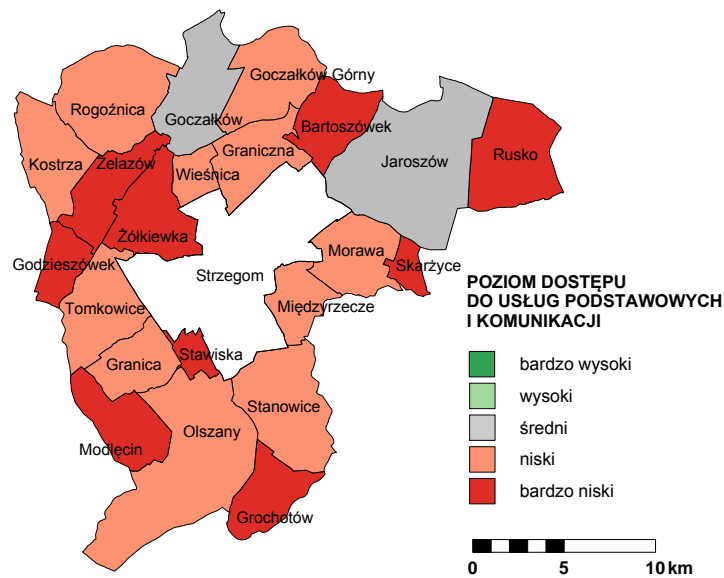 Goczałków Górny
Rogoźnica
Goczałków
Bartoszówek
Graniczna
Jaroszów
Rusko
Kostrza
Żelazów
Wieśnica
Żółkiewka
Morawa
Godzieszówek
Strzegom
Skarżyce
Tomkowice
Międzyrzecze
Stawiska
Granica
Stanowice
Olszany
Modlęcin
Grochotów
POZIOM DOSTĘPU
DO USŁUG PODSTAWOWYCH
I KOMUNIKACJI
bardzo wysoki
wysoki
średni
niski
bardzo niski
0 5 10 km